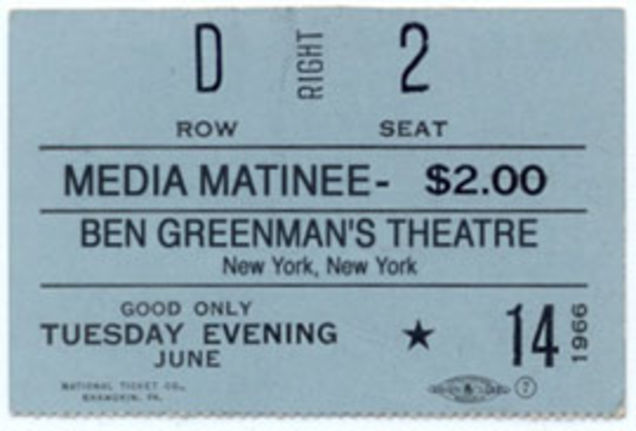 D RIGHT 2
ROW SEAT
MEDIA MATINEE- $2.00
BEN GREENMAN'S THEATRE
New York, New York
GOOD ONLY
TUESDAY EVENING ★ 14 1966
JUNE
NATIONAL TICKET CO.,
SHAMOKIN, PA. 7